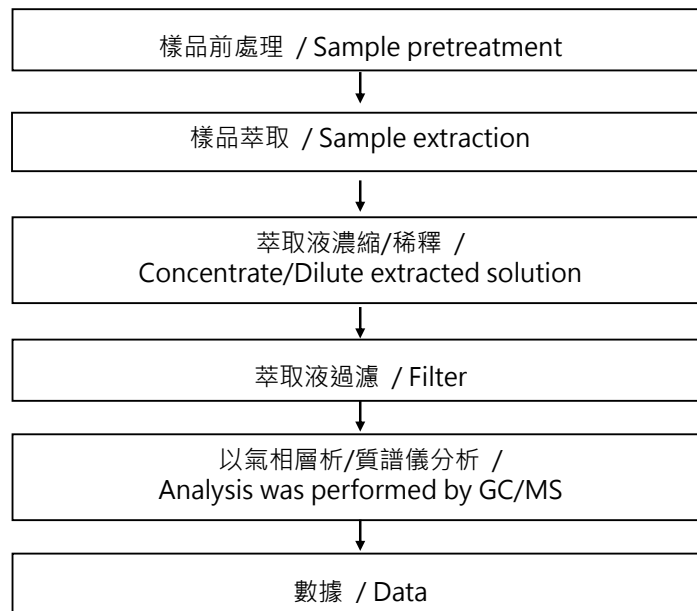 樣品前處理 / Sample pretreatment
樣品萃取 / Sample extraction
萃取液濃縮/稀釋 /
Concentrate/Dilute extracted solution
萃取液過濾 / Filter
以氣相層析/質譜儀分析 /
Analysis was performed by GC/MS
數據 / Data